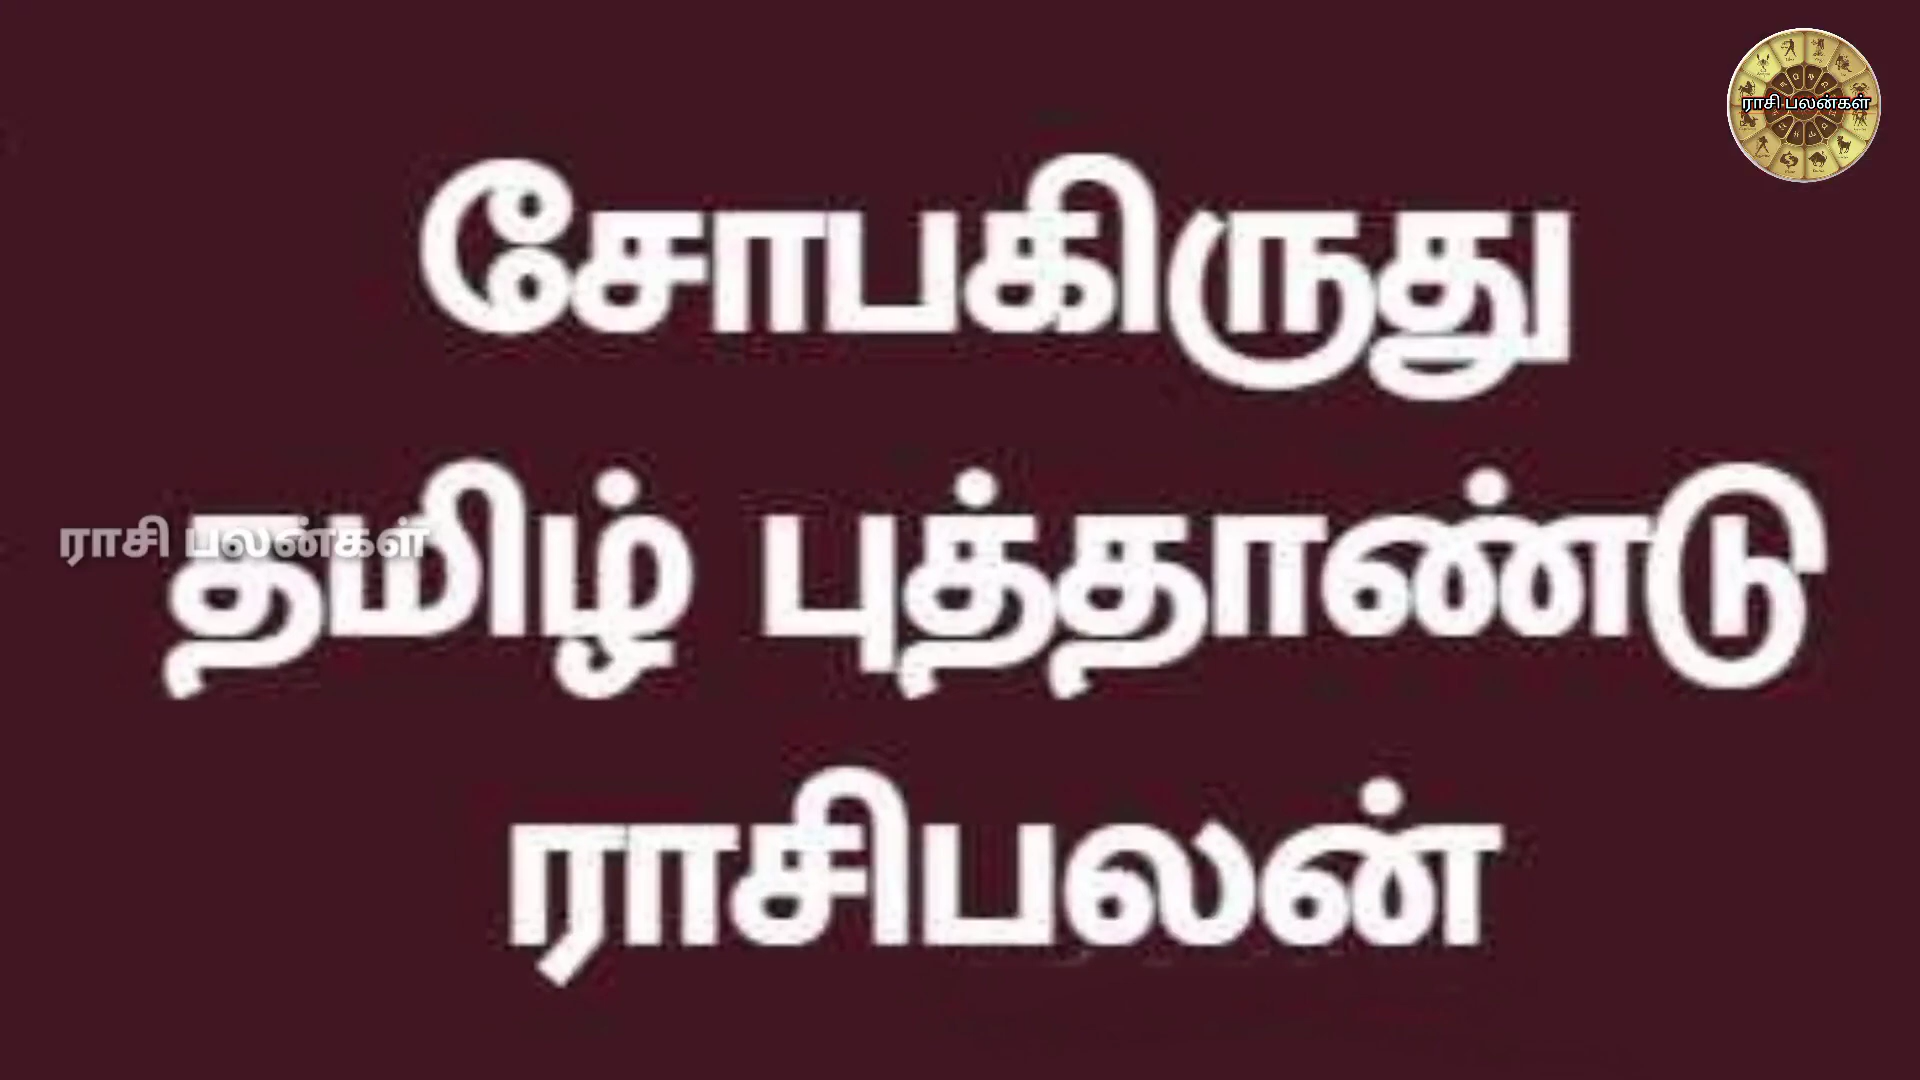 ராசி பலன்கள்
சோபகிருது
தமிழ் புத்தாண்டு
ராசி பலன்கள்
ராசிபலன்